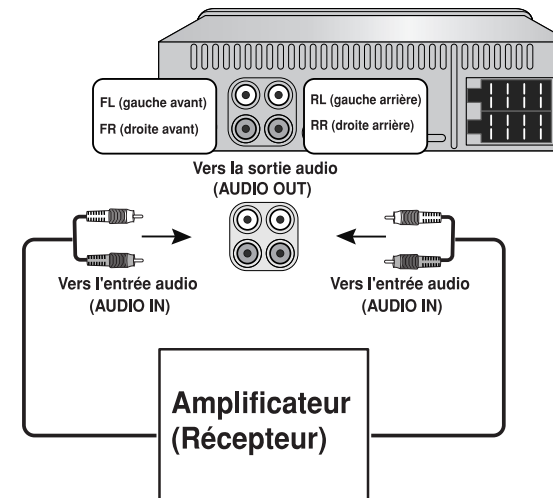 FL (gauche avant)
FR (droite avant)
RL (gauche arrière)
RR (droite arrière)
Vers la sortie audio
(AUDIO OUT)
Vers l'entrée audio
(AUDIO IN)
Vers l'entrée audio
(AUDIO IN)
Amplificateur
(Récepteur)